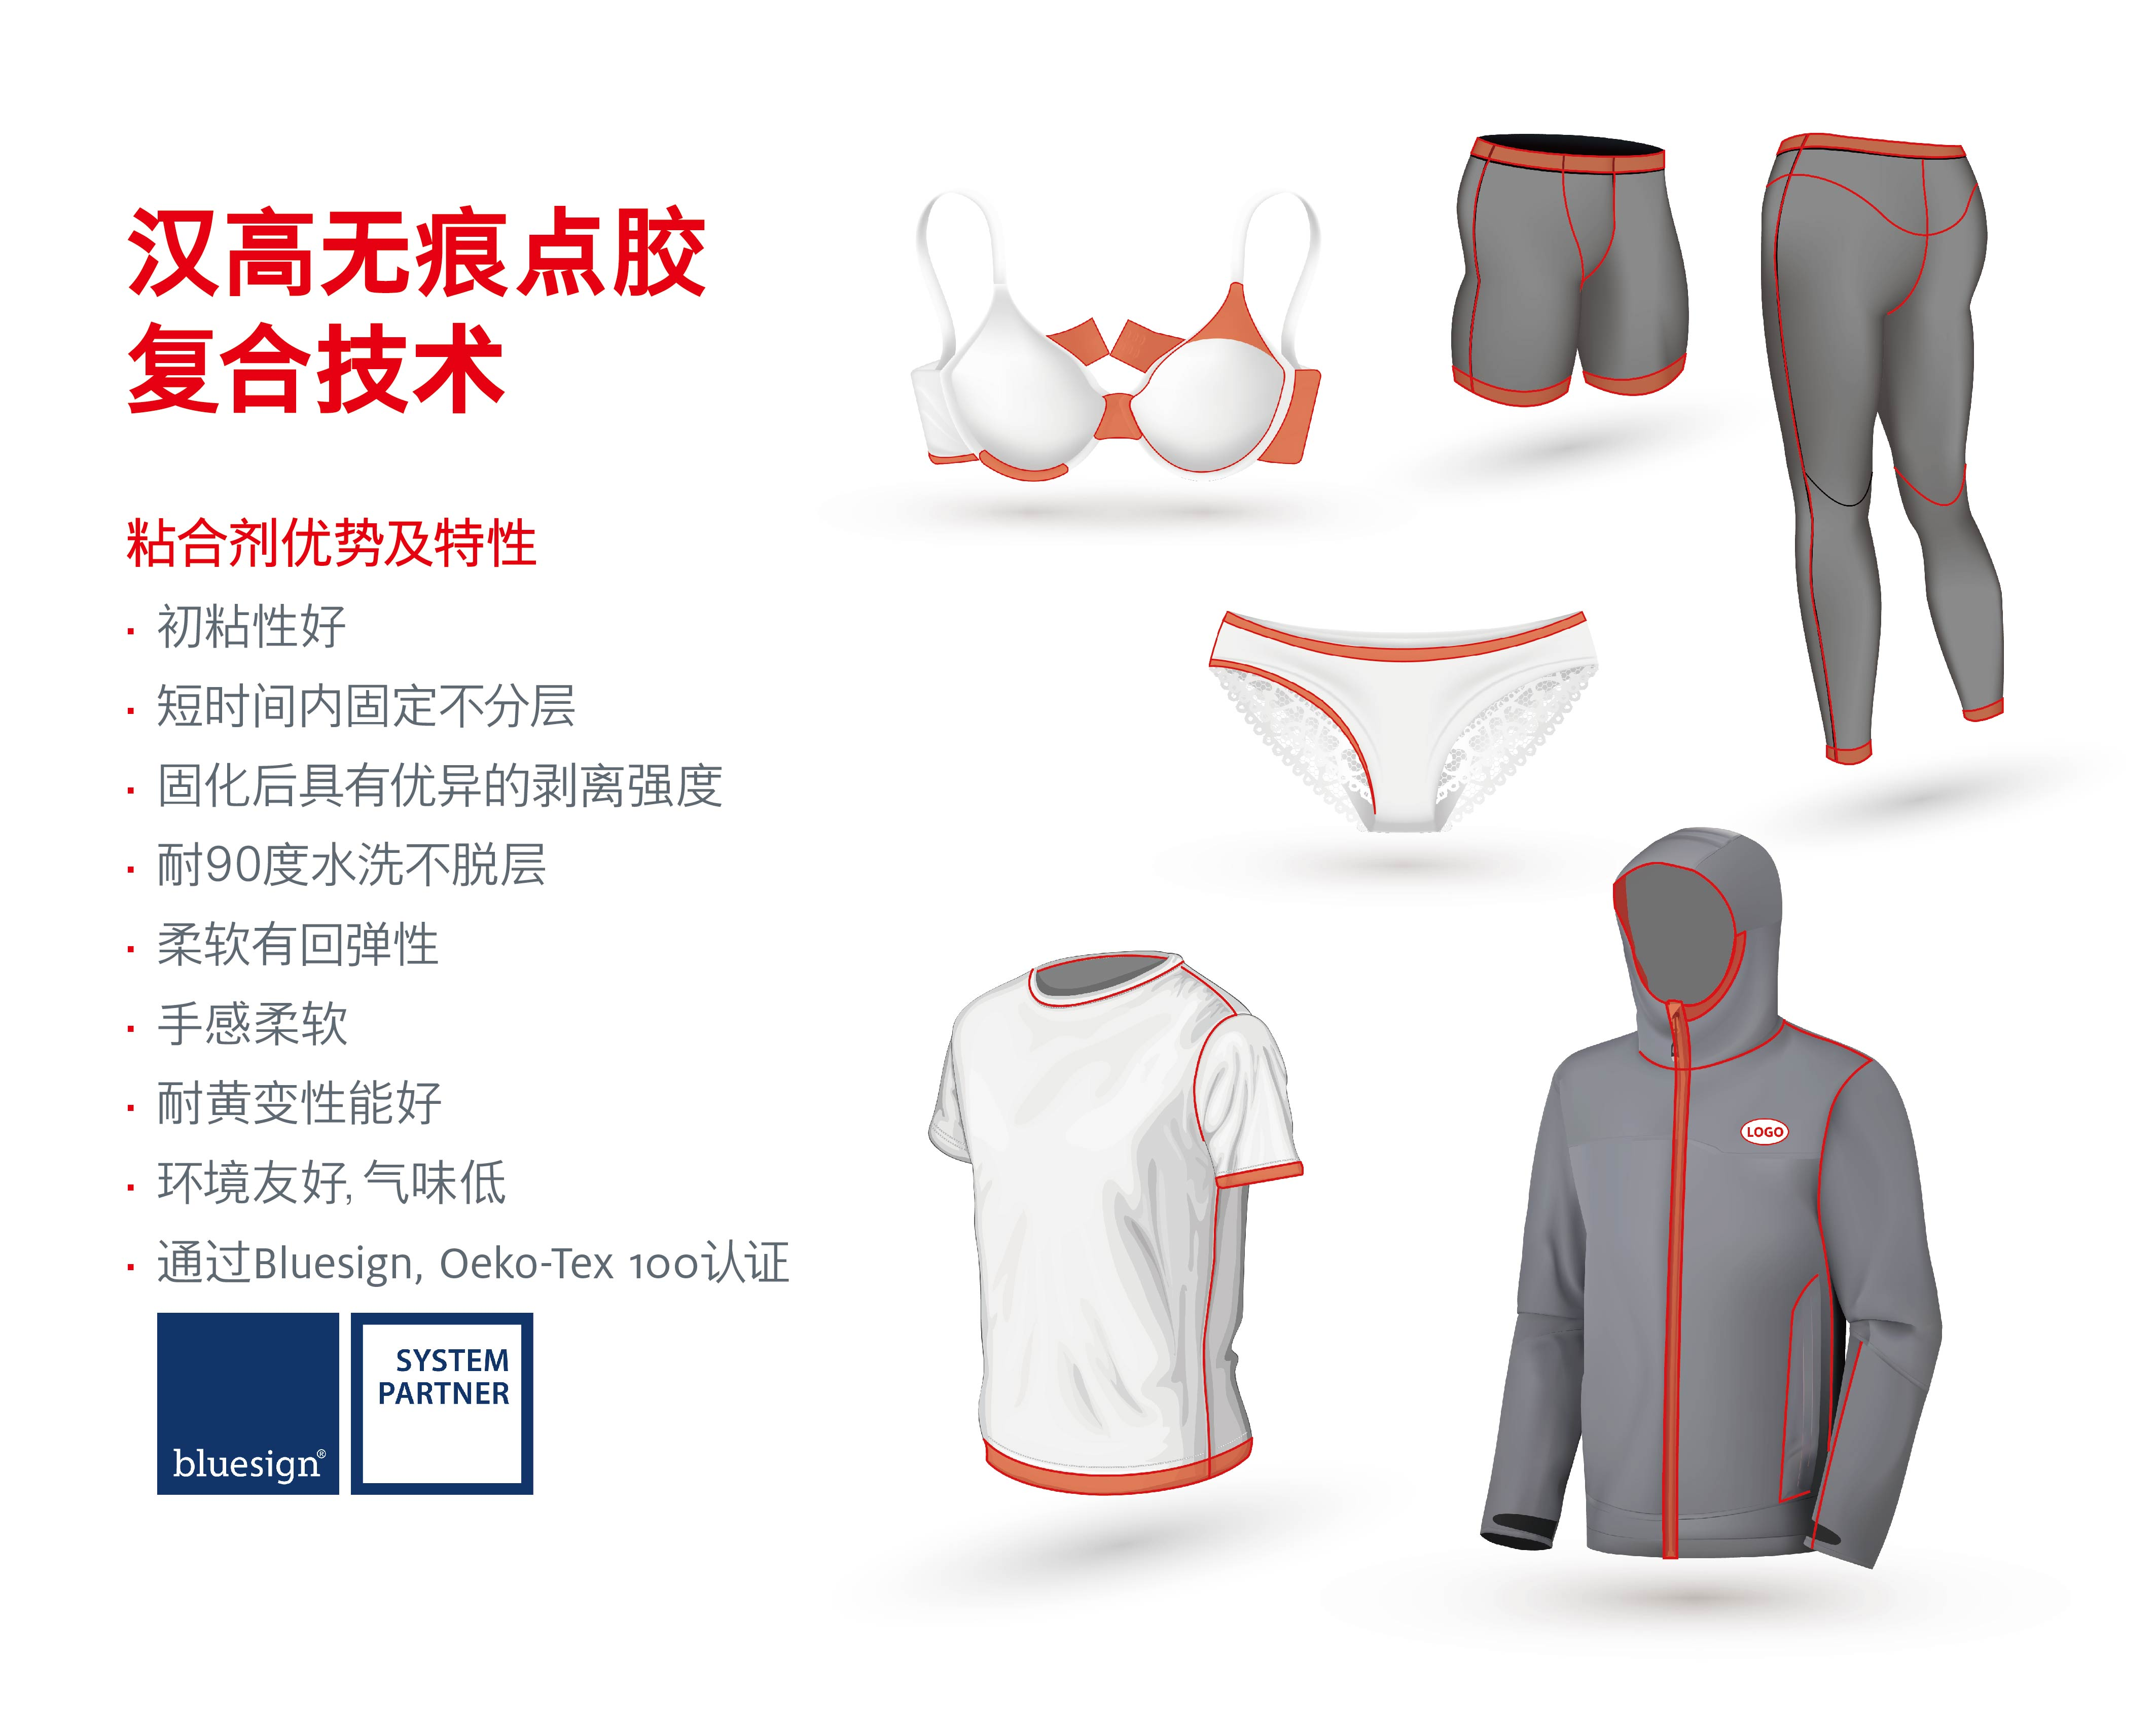 汉高无痕点胶
复合技术
粘合剂优势及特性
· 初粘性好
· 短时间内固定不分层
· 固化后具有优异的剥离强度
· 耐90度水洗不脱层
· 柔软有回弹性
· 手感柔软
· 耐黄变性能好
· 环境友好, 气味低
· 通过Bluesign, Oeko-Tex 100认证
bluesign®
SYSTEM
PARTNER
LOGO